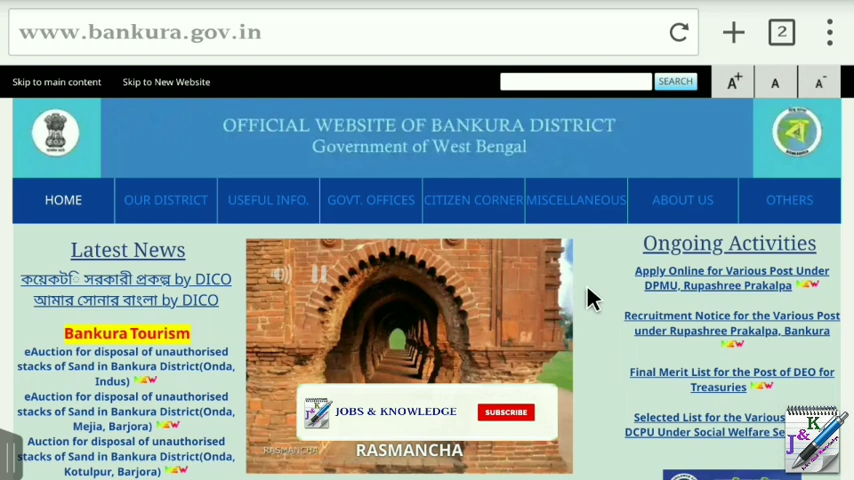 www.bankura.gov.in
2
Skip to main content Skip to New Website SEARCH A+ A A-
OFFICIAL WEBSITE OF BANKURA DISTRICT
Government of West Bengal
HOME OUR DISTRICT USEFUL INFO. GOVT. OFFICES CITIZEN CORNER MISCELLANEOUS ABOUT US OTHERS
Latest News
কয়েকটি সরকারী প্রকল্প by DICO
আমার সোনার বাংলা by DICO
Bankura Tourism
eAuction for disposal of unauthorised
stacks of Sand in Bankura District(Onda,
Indus)
eAuction for disposal of unauthorised
stacks of Sand in Bankura District(Onda,
Mejia, Barjora)
Auction for disposal of unauthorised
stacks of Sand in Bankura District(Onda,
Kotulpur, Barjora)
JOBS & KNOWLEDGE SUBSCRIBE
RASMANCHA RASMANCHA
Ongoing Activities
Apply Online for Various Post Under
DPMU, Rupashree Prakalpa
Recruitment Notice for the Various Post
under Rupashree Prakalpa, Bankura
Final Merit List for the Post of DEO for
Treasuries
Selected List for the Various
DCPU Under Social Welfare Se
J&K